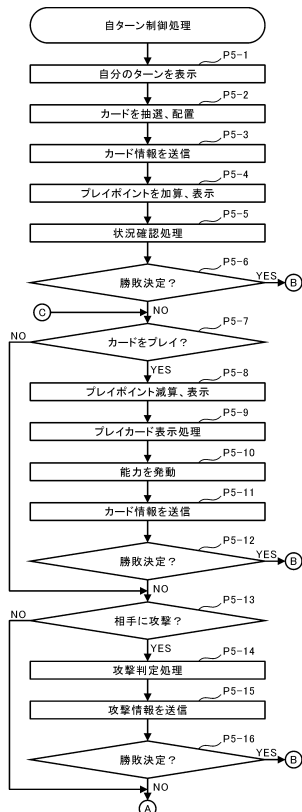 自ターン制御処理
P5-1
自分のターンを表示
P5-2
カードを抽選、配置
P5-3
カード情報を送信
P5-4
プレイポイントを加算、表示
P5-5
状況確認処理
P5-6
勝敗決定？
YES
B
C
NO
P5-7
NO
カードをプレイ？
YES
P5-8
プレイポイント減算、表示
P5-9
プレイカード表示処理
P5-10
能力を発動
P5-11
カード情報を送信
P5-12
勝敗決定？
YES
B
NO
P5-13
NO
相手に攻撃？
YES
P5-14
攻撃判定処理
P5-15
攻撃情報を送信
P5-16
勝敗決定？
YES
B
NO
A